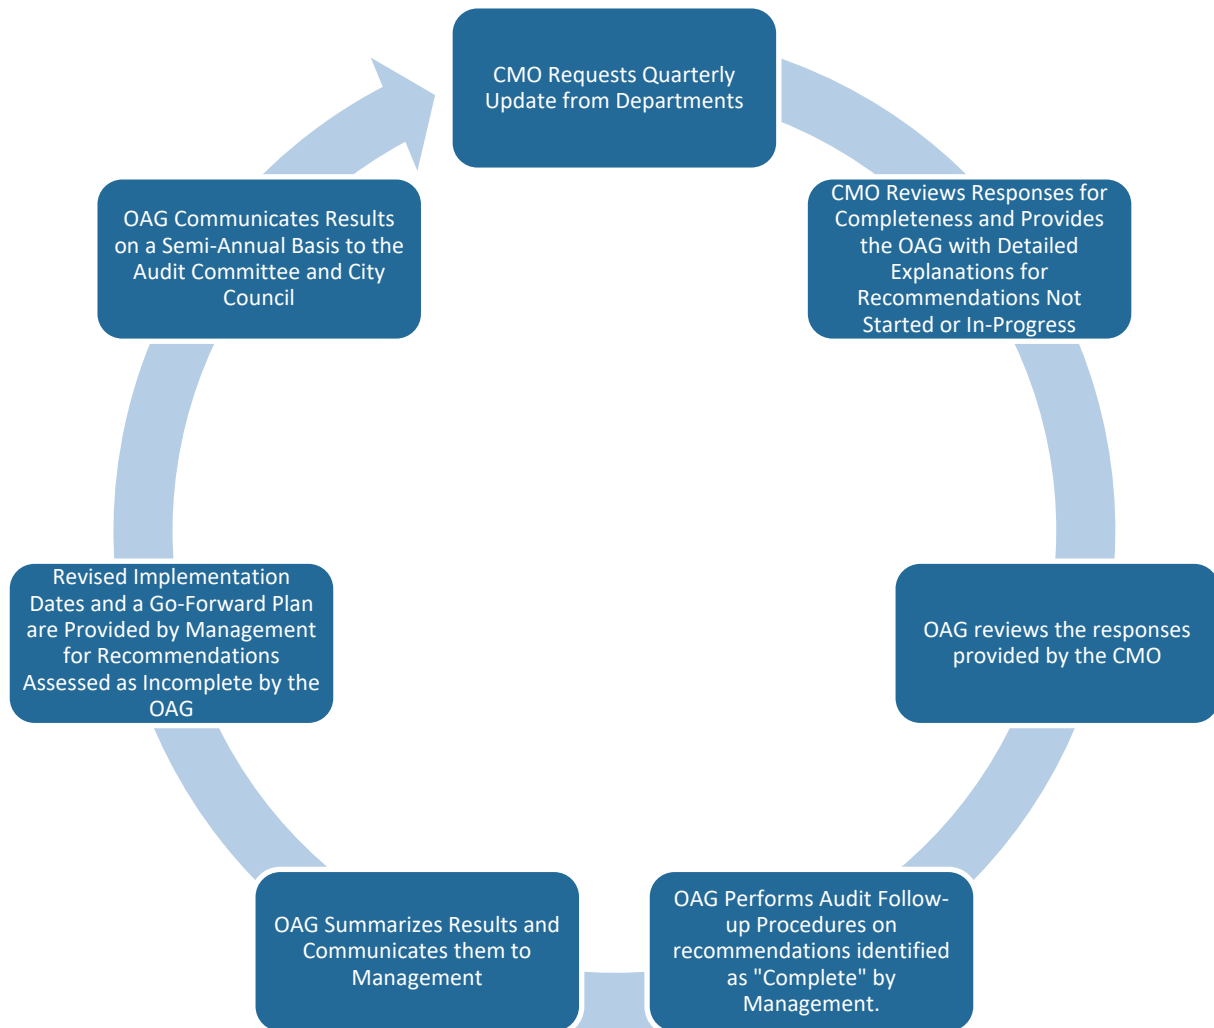 CMO Requests Quarterly
Update from Departments
CMO Reviews Responses for
Completeness and Provides
the OAG with Detailed
Explanations for
Recommendations Not
Started or In-Progress
OAG reviews the responses
provided by the CMO
OAG Performs Audit Follow-
up Procedures on
recommendations identified
as "Complete" by
Management.
OAG Summarizes Results and
Communicates them to
Management
Revised Implementation
Dates and a Go-Forward Plan
are Provided by Management
for Recommendations
Assessed as Incomplete by the
OAG
OAG Communicates Results
on a Semi-Annual Basis to the
Audit Committee and City
Council